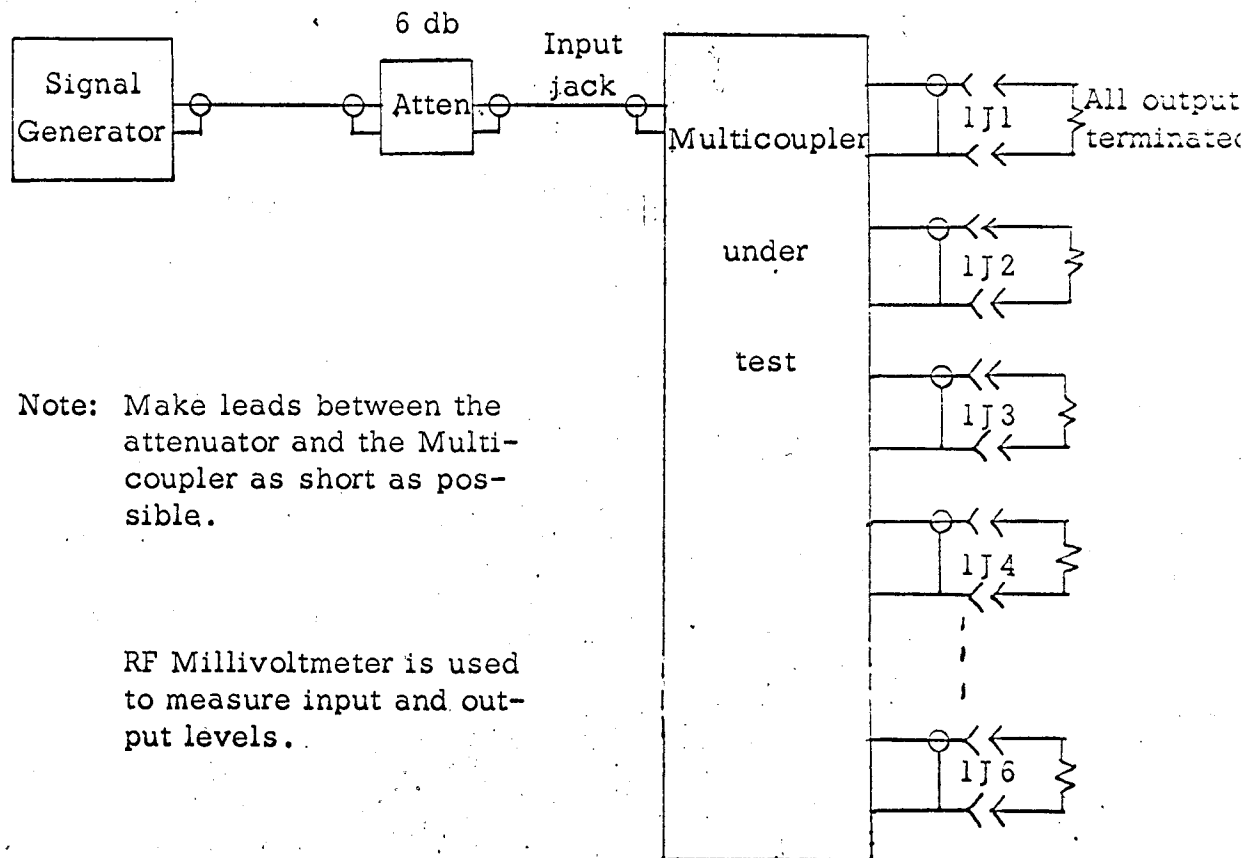 6 db
Signal
Generator
Atten
Input
jack
Multicoupler
under
test
1J1
All output
terminated
1J2
1J3
1J4
1J6
Note: Make leads between the
attenuator and the Multi-
coupler as short as pos-
sible.
RF Millivoltmeter is used
to measure input and out-
put levels.